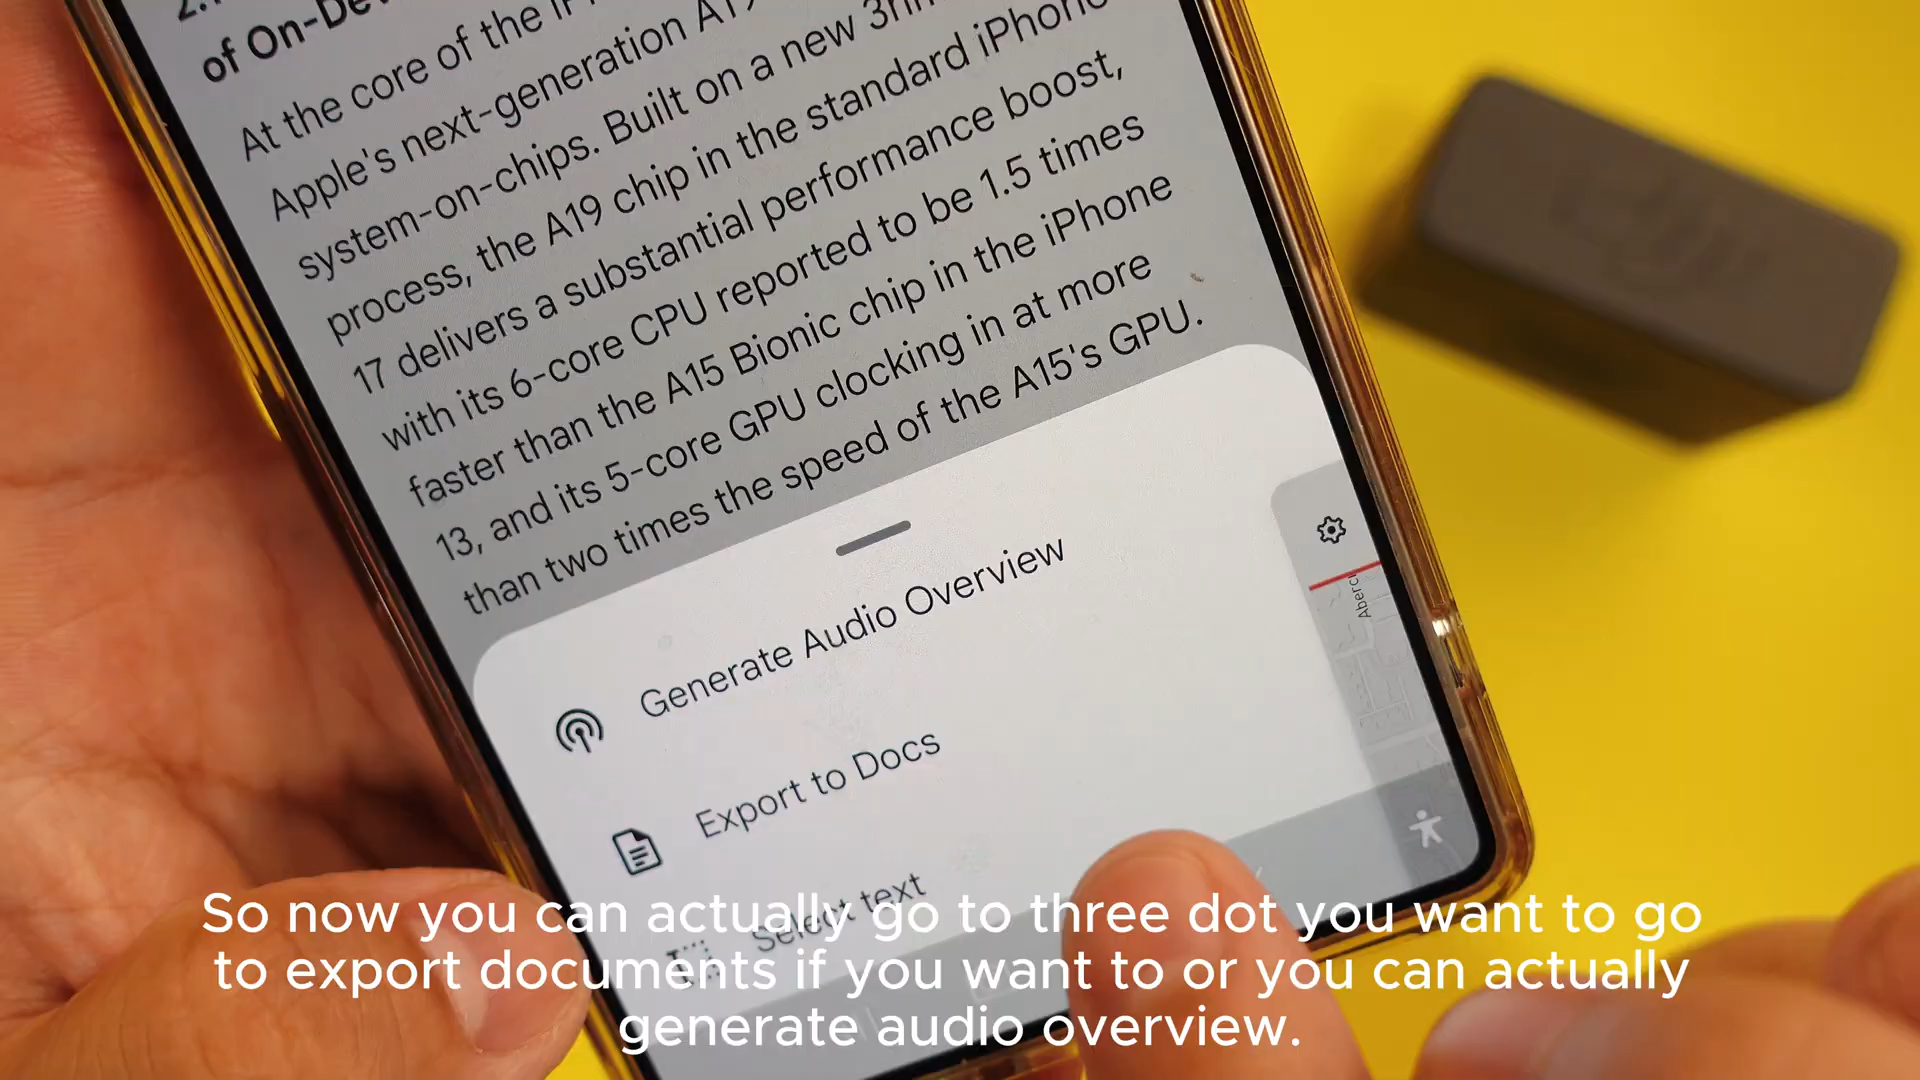 of On-De
At the core of the
Apple's next-generation
system-on-chips. Built on a new 3n
process, the A19 chip in the standard iPhone
17 delivers a substantial performance boost,
with its 6-core CPU reported to be 1.5 times
faster than the A15 Bionic chip in the iPhone
13, and its 5-core GPU clocking in at more
than two times the speed of the A15's GPU.
Generate Audio Overview
Export to Docs
Select text
Aberc
So now you can actually go to three dot you want to go
to export documents if you want to or you can actually
generate audio overview.